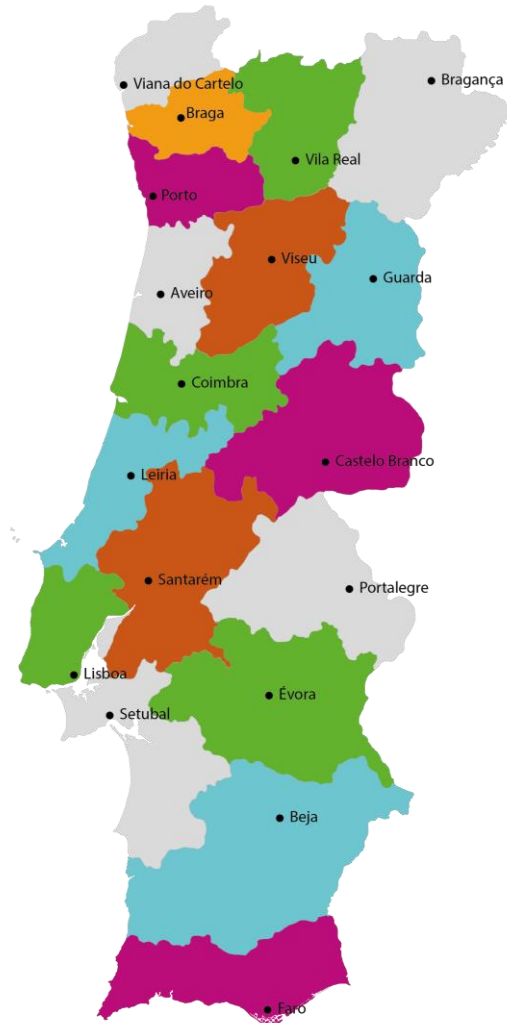 Viana do Cartelo
Bragança
Braga
Vila Real
Porto
Viseu
Guarda
Aveiro
Coimbra
Castelo Branco
Leiria
Santarém
Portalegre
Lisboa
Évora
Setubal
Beja
Faro